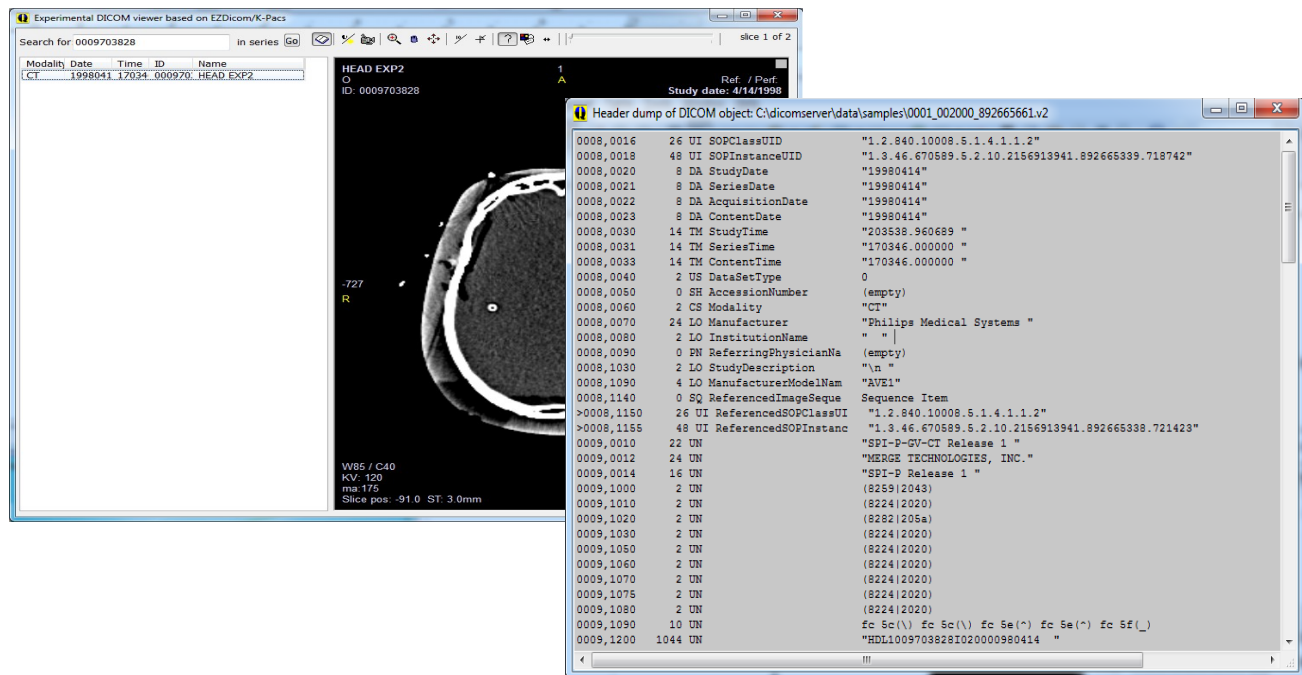 Experimental DICOM viewer based on EZDicom/K-Pacs
Search for 0009703828 in series Go slice 1 of 2
Modality Date Time ID Name
CT 1998041 17034 000970: HEAD EXP2
HEAD EXP2 1
O A Ref: / Perf:
ID: 0009703828 Study date: 4/14/1998
-727
R
W85 / C40
KV: 120
ma:175
Slice pos: -91.0 ST: 3.0mm
Header dump of DICOM object: C:\dicomserver\data\samples\0001_002000_892665661.v2
0008,0016 26 UI SOPClassUID "1.2.840.10008.5.1.4.1.1.2"
0008,0018 48 UI SOPInstanceUID "1.3.46.670589.5.2.10.2156913941.892665339.718742"
0008,0020 8 DA StudyDate "19980414"
0008,0021 8 DA SeriesDate "19980414"
0008,0022 8 DA AcquisitionDate "19980414"
0008,0023 8 DA ContentDate "19980414"
0008,0030 14 TM StudyTime "203538.960689 "
0008,0031 14 TM SeriesTime "170346.000000 "
0008,0033 14 TM ContentTime "170346.000000 "
0008,0040 2 US DataSetType 0
0008,0050 0 SH AccessionNumber (empty)
0008,0060 2 CS Modality "CT"
0008,0070 24 LO Manufacturer "Philips Medical Systems "
0008,0080 2 LO InstitutionName "  "
0008,0090 0 PN ReferringPhysicianNa (empty)
0008,1030 2 LO StudyDescription "\n "
0008,1090 4 LO ManufacturerModelNam "AVE1"
0008,1140 0 SQ ReferencedImageSeque Sequence Item
>0008,1150 26 UI ReferencedSOPClassUI "1.2.840.10008.5.1.4.1.1.2"
>0008,1155 48 UI ReferencedSOPInstanc "1.3.46.670589.5.2.10.2156913941.892665338.721423"
0009,0010 22 UN "SPI-P-GV-CT Release 1 "
0009,0012 24 UN "MERGE TECHNOLOGIES, INC."
0009,0014 16 UN "SPI-P Release 1 "
0009,1000 2 UN (8259|2043)
0009,1010 2 UN (8224|2020)
0009,1020 2 UN (8282|205a)
0009,1030 2 UN (8224|2020)
0009,1050 2 UN (8224|2020)
0009,1060 2 UN (8224|2020)
0009,1070 2 UN (8224|2020)
0009,1075 2 UN (8224|2020)
0009,1080 2 UN (8224|2020)
0009,1090 10 UN fc 5c(\) fc 5c(\) fc 5e(^) fc 5e(^) fc 5f(_)
0009,1200 1044 UN "HDL1009703828I020000980414  "